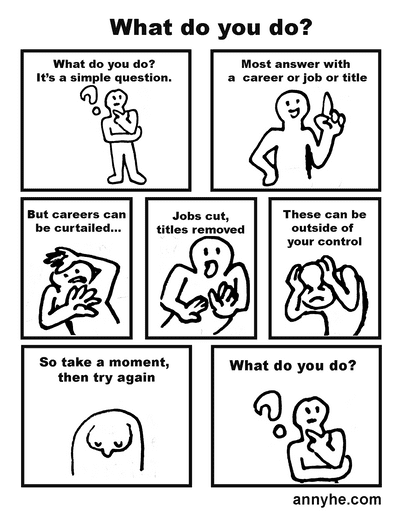 What do you do?
What do you do?
It's a simple question.
Most answer with
a career or job or title
But careers can
be curtailed...
Jobs cut,
titles removed
These can be
outside of
your control
So take a moment,
then try again
What do you do?
annyhe.com